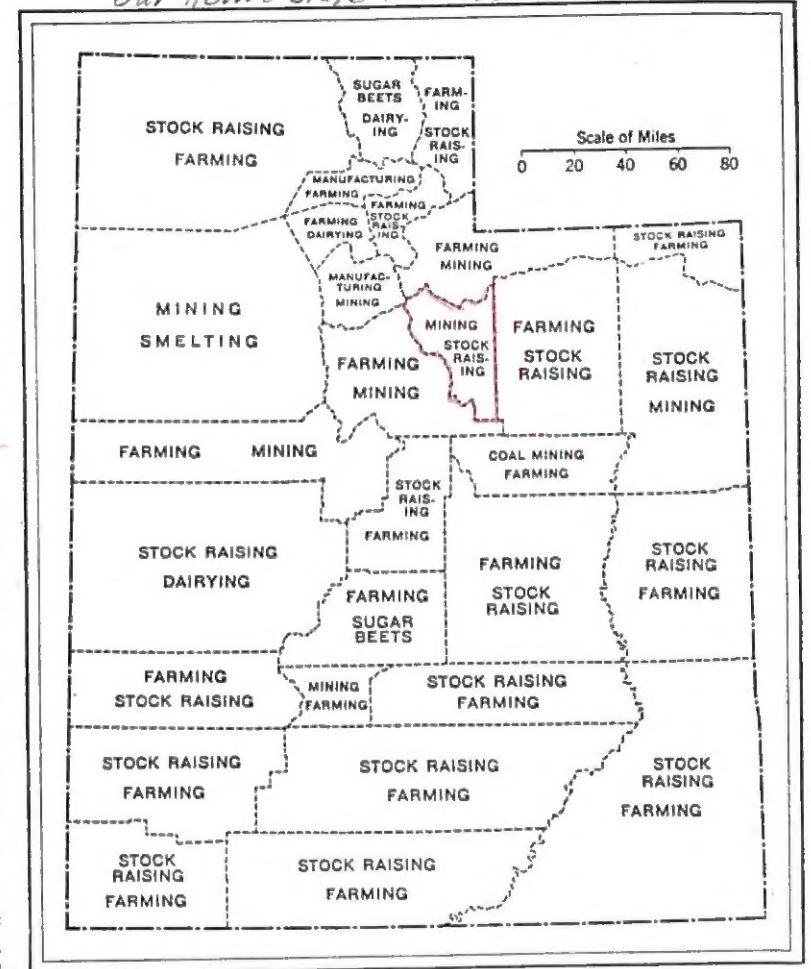 our home state
SUGAR
BEETS
DAIRY-
ING
FARM-
ING
STOCK
RAIS-
ING
STOCK RAISING
FARMING
Scale of Miles
0 20 40 60 80
MANUFACTURING
FARMING
FARMING
STOCK
RAIS-
ING
FARMING
DAIRYING
STOCK RAISING
FARMING
FARMING
MINING
MANUFAC-
TURING
MINING
MINING
SMELTING
MINING
STOCK
RAIS-
ING
FARMING
STOCK
RAISING
STOCK
RAISING
MINING
FARMING
MINING
FARMING MINING
COAL MINING
FARMING
STOCK
RAIS-
ING
FARMING
STOCK RAISING
DAIRYING
FARMING
STOCK
RAISING
STOCK
RAISING
FARMING
FARMING
SUGAR
BEETS
FARMING
STOCK RAISING
MINING
FARMING
STOCK RAISING
FARMING
STOCK RAISING
FARMING
STOCK RAISING
FARMING
STOCK
RAISING
FARMING
STOCK
RAISING
FARMING
STOCK RAISING
FARMING